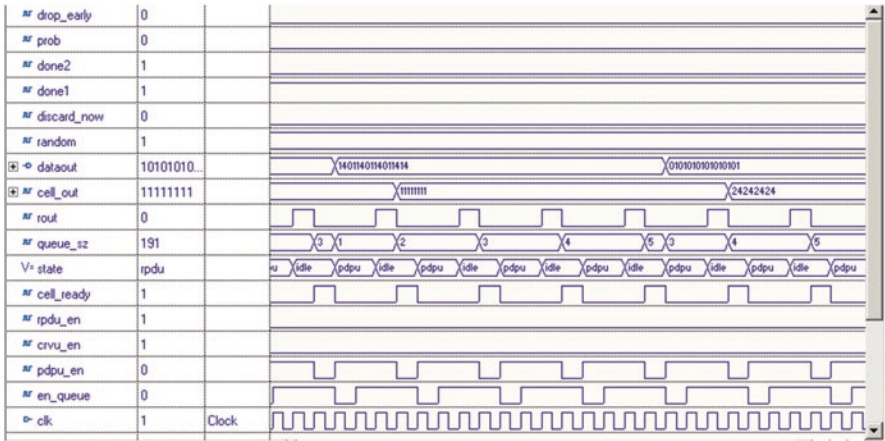 drop_early 0
prob 0
done2 1
done1 1
discard_now 0
random 1
dataout 10101010... 1401140114011414 0101010101010101
cell_out 11111111 11111111 24242424
rout 0
queue_sz 191 3 1 2 3 4 5 3 4 5
V= state rpdu u idle pdpu idle pdpu idle pdpu idle pdpu idle pdpu idle pdpu idle pdpu
cell_ready 1
rpdu_en 1
crvu_en 1
pdpu_en 0
en_queue 0
clk 1 Clock